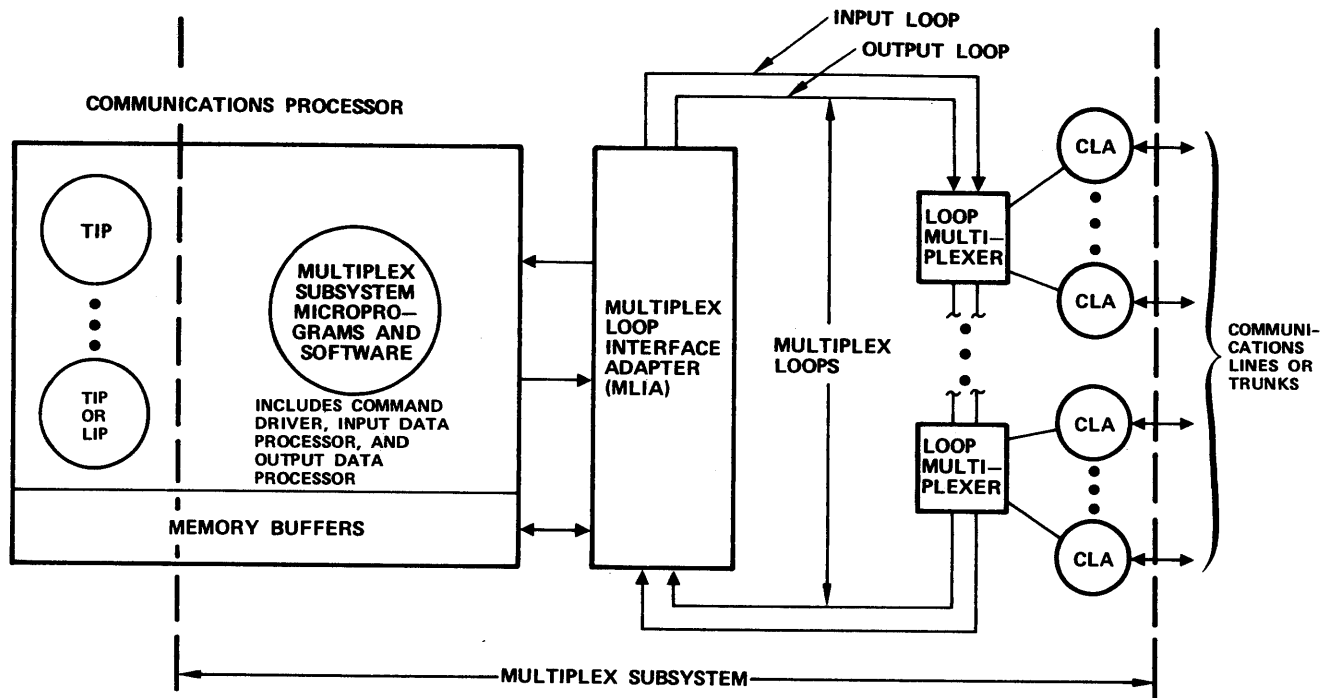 INPUT LOOP
OUTPUT LOOP
COMMUNICATIONS PROCESSOR
TIP
TIP
OR
LIP
MULTIPLEX
SUBSYSTEM
MICROPRO–
GRAMS AND
SOFTWARE
INCLUDES COMMAND
DRIVER, INPUT DATA
PROCESSOR, AND
OUTPUT DATA
PROCESSOR
MEMORY BUFFERS
MULTIPLEX
LOOP
INTERFACE
ADAPTER
(MLIA)
MULTIPLEX
LOOPS
LOOP
MULTI–
PLEXER
LOOP
MULTI–
PLEXER
CLA
CLA
CLA
CLA
COMMUNI-
CATIONS
LINES OR
TRUNKS
MULTIPLEX SUBSYSTEM